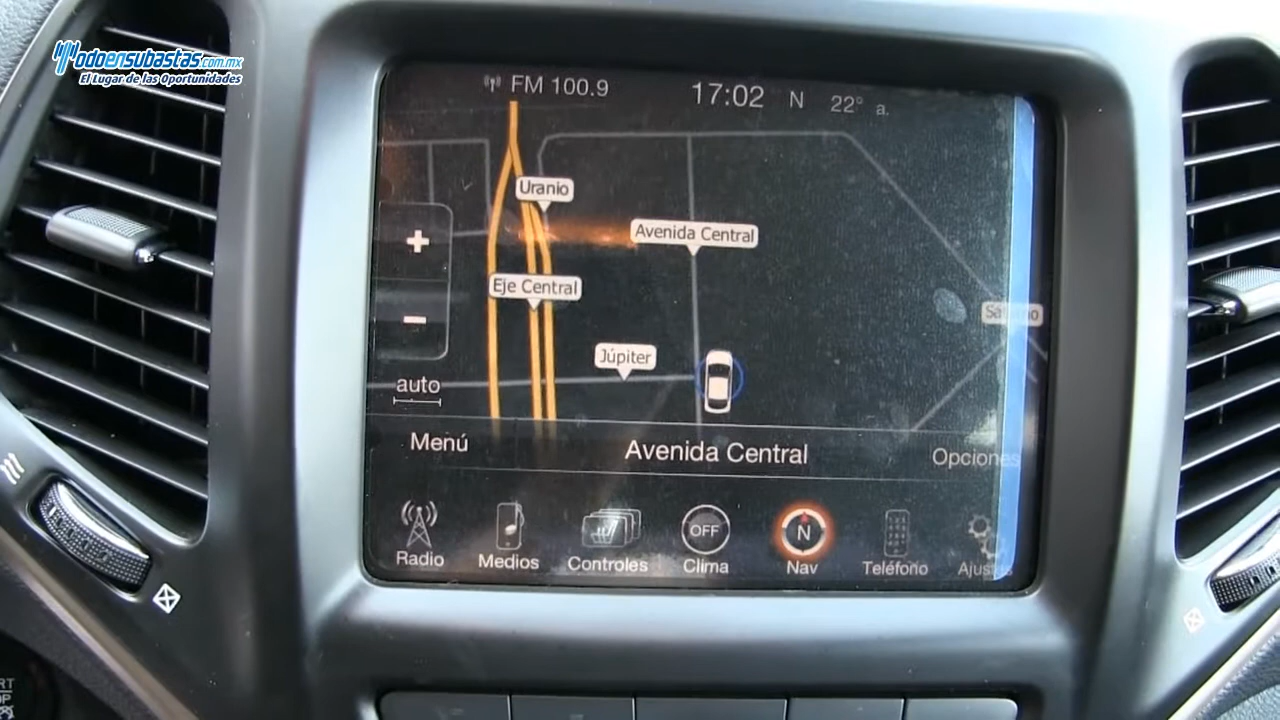 Todoensubastas.com.mx
El Lugar de las Oportunidades
FM 100.9
17:02 N 22° a.
Uranio
Avenida Central
Eje Central
Júpiter
+
-
auto
Menú
Avenida Central
Opciones
Radio
Medios
Controles
OFF
Clima
N
Nav
Teléfono